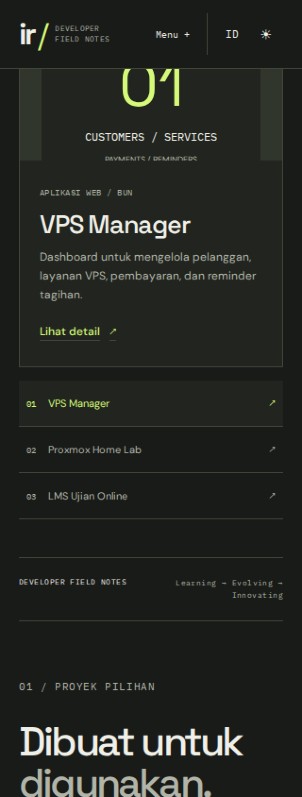 ir/ DEVELOPER
FIELD NOTES
Menu +
ID
☀
01
CUSTOMERS / SERVICES
PAYMENTS / REMINDERS
APLIKASI WEB / BUN
VPS Manager
Dashboard untuk mengelola pelanggan,
layanan VPS, pembayaran, dan reminder
tagihan.
Lihat detail ↗
01 VPS Manager ↗
02 Proxmox Home Lab ↗
03 LMS Ujian Online ↗
DEVELOPER FIELD NOTES
Learning — Evolving —
Innovating
01 / PROYEK PILIHAN
Dibuat untuk
digunakan.